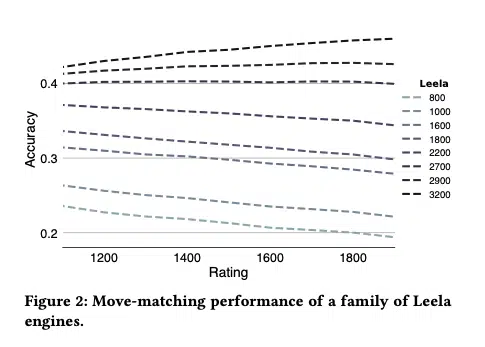 Leela
800
1000
1600
1800
2200
2700
2900
3200
0.4
0.3
0.2
Accuracy
1200 1400 1600 1800
Rating
Figure 2: Move-matching performance of a family of Leela
engines.